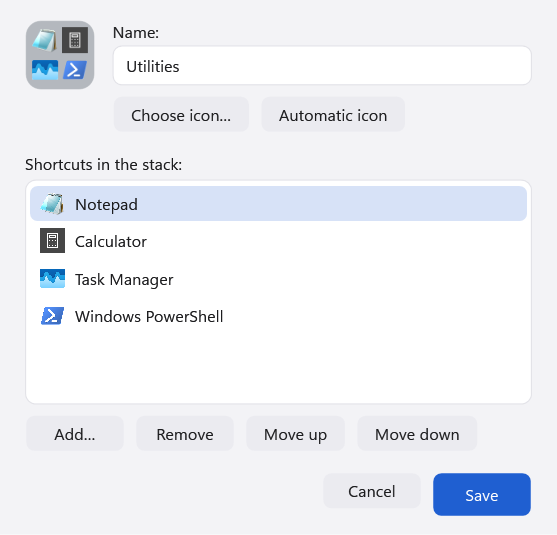 Name:
Utilities
Choose icon...
Automatic icon
Shortcuts in the stack:
Notepad
Calculator
Task Manager
Windows PowerShell
Add...
Remove
Move up
Move down
Cancel
Save